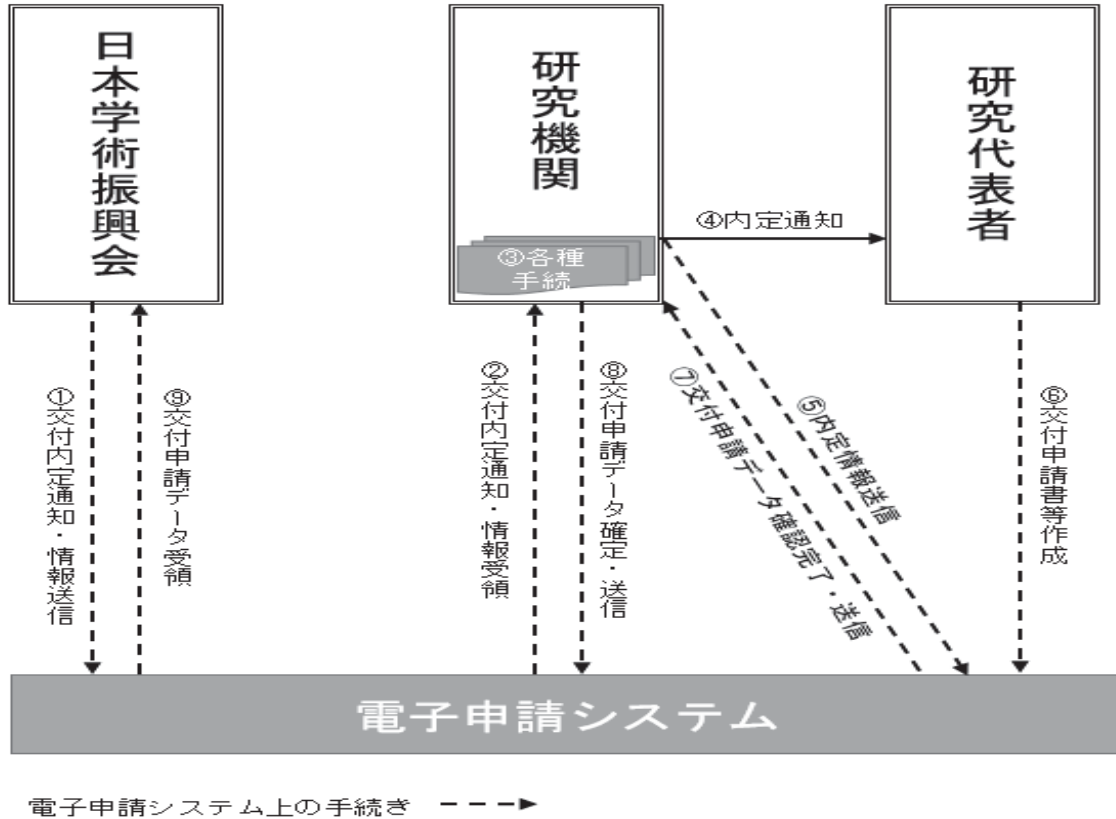 日本学術振興会
研究機関
研究代表者
③各種
手続
④内定通知
①交付内定通知・情報送信
⑨交付申請データ受領
②交付内定通知・情報受領
⑧交付申請データ確定・送信
⑦交付申請データ確認完了・送信
⑤内定情報送信
⑥交付申請書等作成
電子申請システム
電子申請システム上の手続き